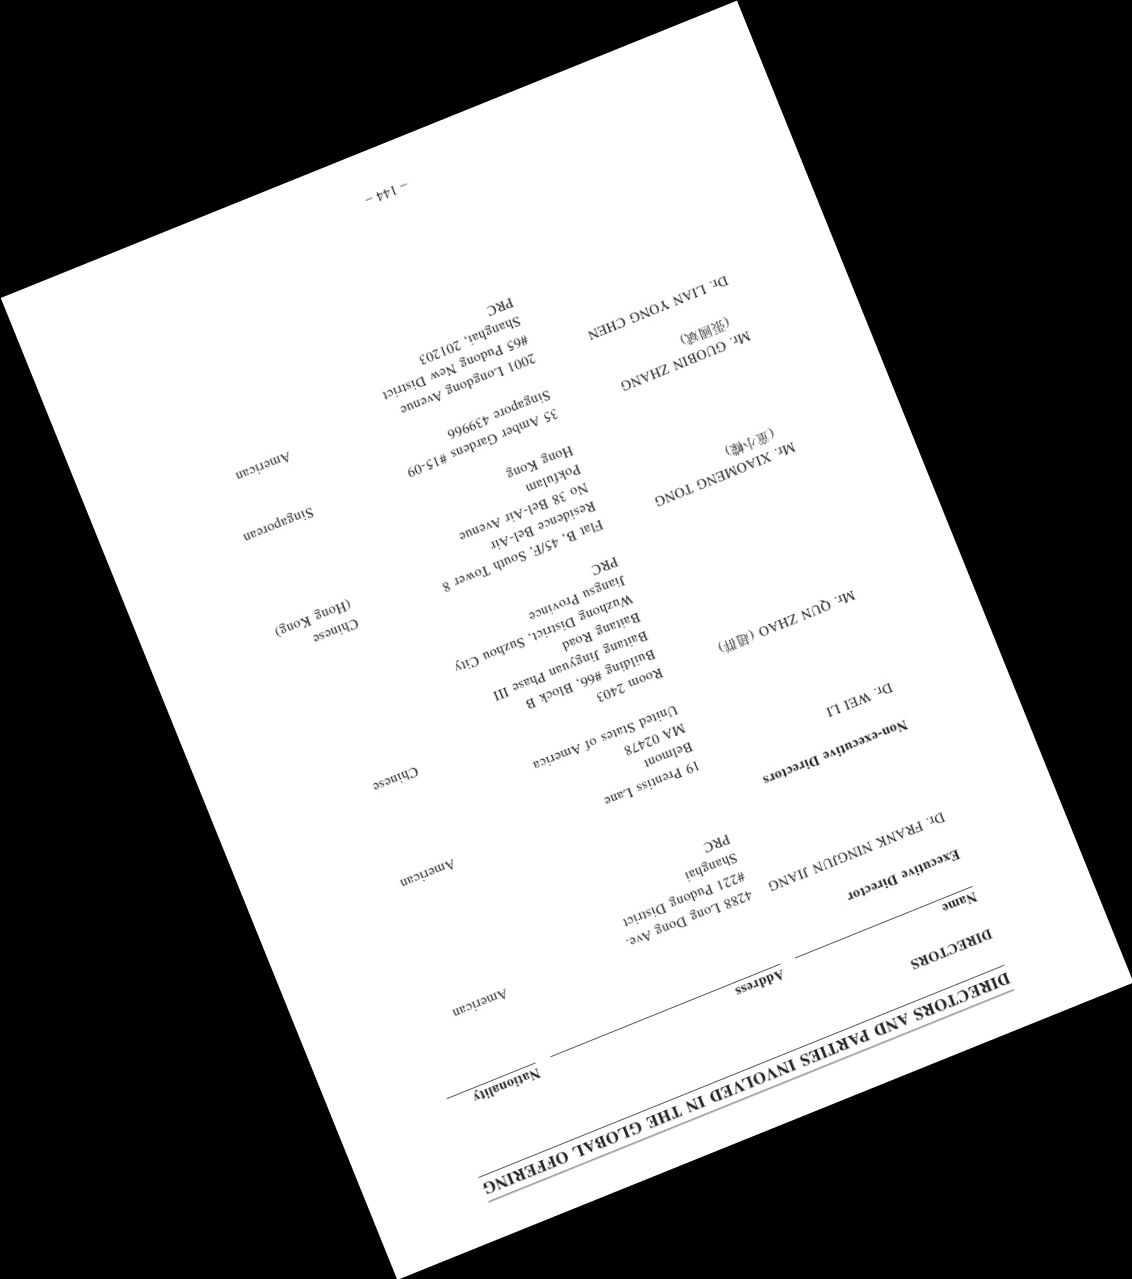 DIRECTORS AND PARTIES INVOLVED IN THE GLOBAL OFFERING
DIRECTORS
Name Address Nationality
Executive Director
Dr. FRANK NINGJUN JIANG 4288 Long Dong Ave. American
#221 Pudong District
Shanghai
PRC
Non-executive Directors
Dr. WEI LI 19 Prentiss Lane American
Belmont
MA 02478
United States of America
Mr. QUN ZHAO (趙群) Room 2403 Chinese
Building #66, Block B
Baitang Jingyuan Phase III
Baitang Road
Wuzhong District, Suzhou City
Jiangsu Province
PRC
Mr. XIAOMENG TONG Flat B, 45/F, South Tower 8 Chinese
(童小幪) Residence Bel-Air (Hong Kong)
No 38 Bel-Air Avenue
Pokfulam
Hong Kong
Mr. GUOBIN ZHANG 35 Amber Gardens #15-09 Singaporean
(張國斌) Singapore 439966
Dr. LIAN YONG CHEN 2001 Longdong Avenue American
#65 Pudong New District
Shanghai, 201203
PRC
– 144 –